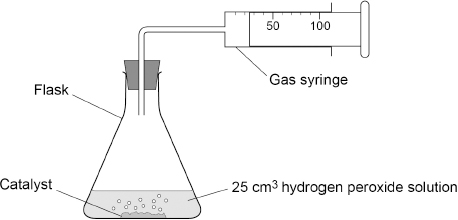 50 100
Gas syringe
Flask
Catalyst
25 cm³ hydrogen peroxide solution